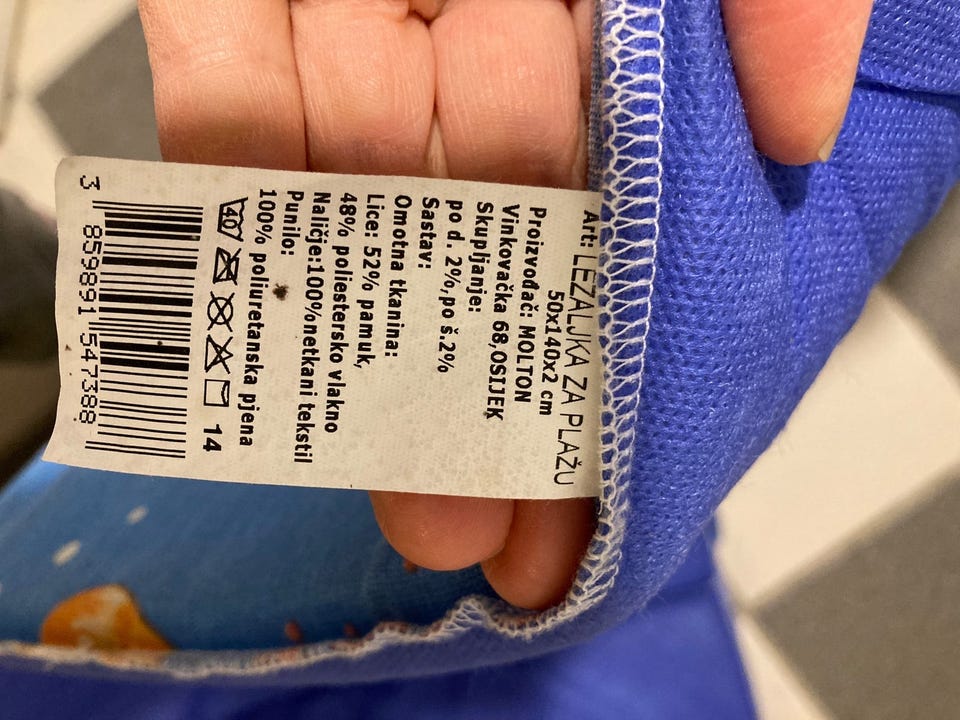 Art: LEŽALJKA ZA PLAŽU
50x140x2 cm
Proizvođač: MOLTON
Vinkovačka 68,OSIJEK
Skupljanje:
po d. 2%,po š.2%
Sastav:
Omotna tkanina:
Lice: 52% pamuk,
48% poliestersko vlakno
Naličje:100%netkani tekstil
Punilo:
100% poliuretanska pjena
40
14
3 859891 547388